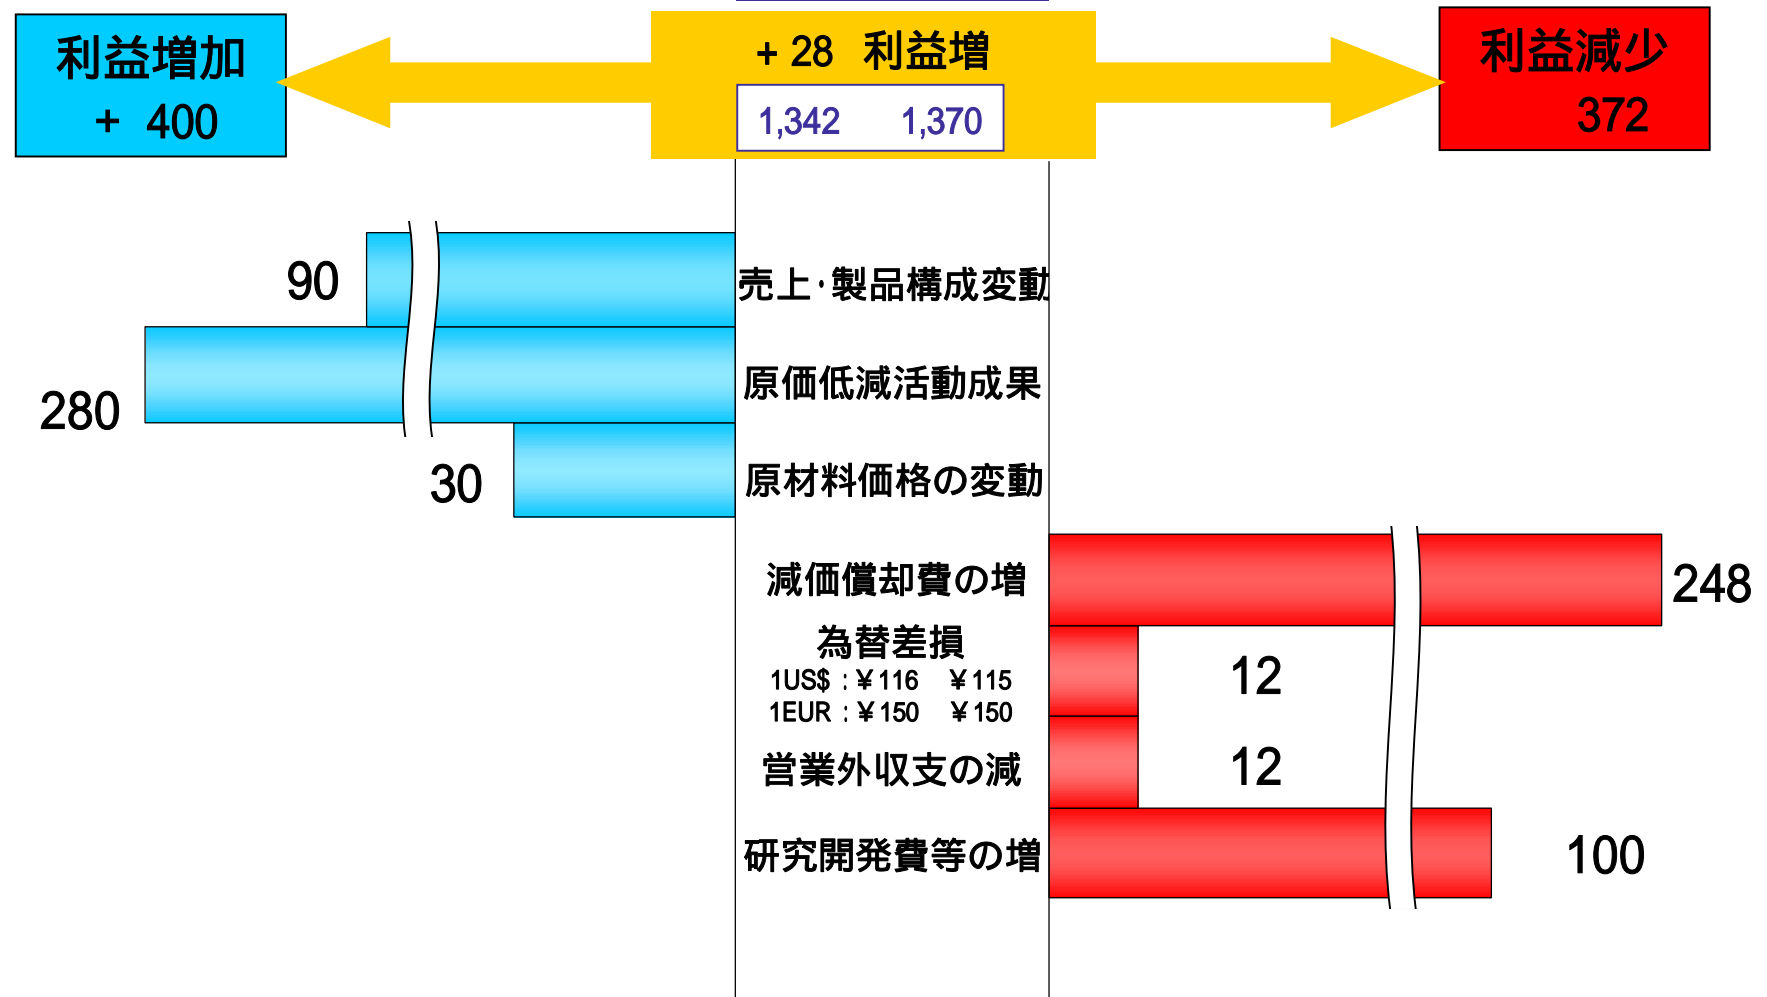 利益増加
+ 400
+ 28 利益増
1,342 1,370
利益減少
372
90
売上・製品構成変動
280
原価低減活動成果
30
原材料価格の変動
減価償却費の増
248
為替差損
1US$ : ¥116 ¥115
1EUR : ¥150 ¥150
12
営業外収支の減
12
研究開発費等の増
100